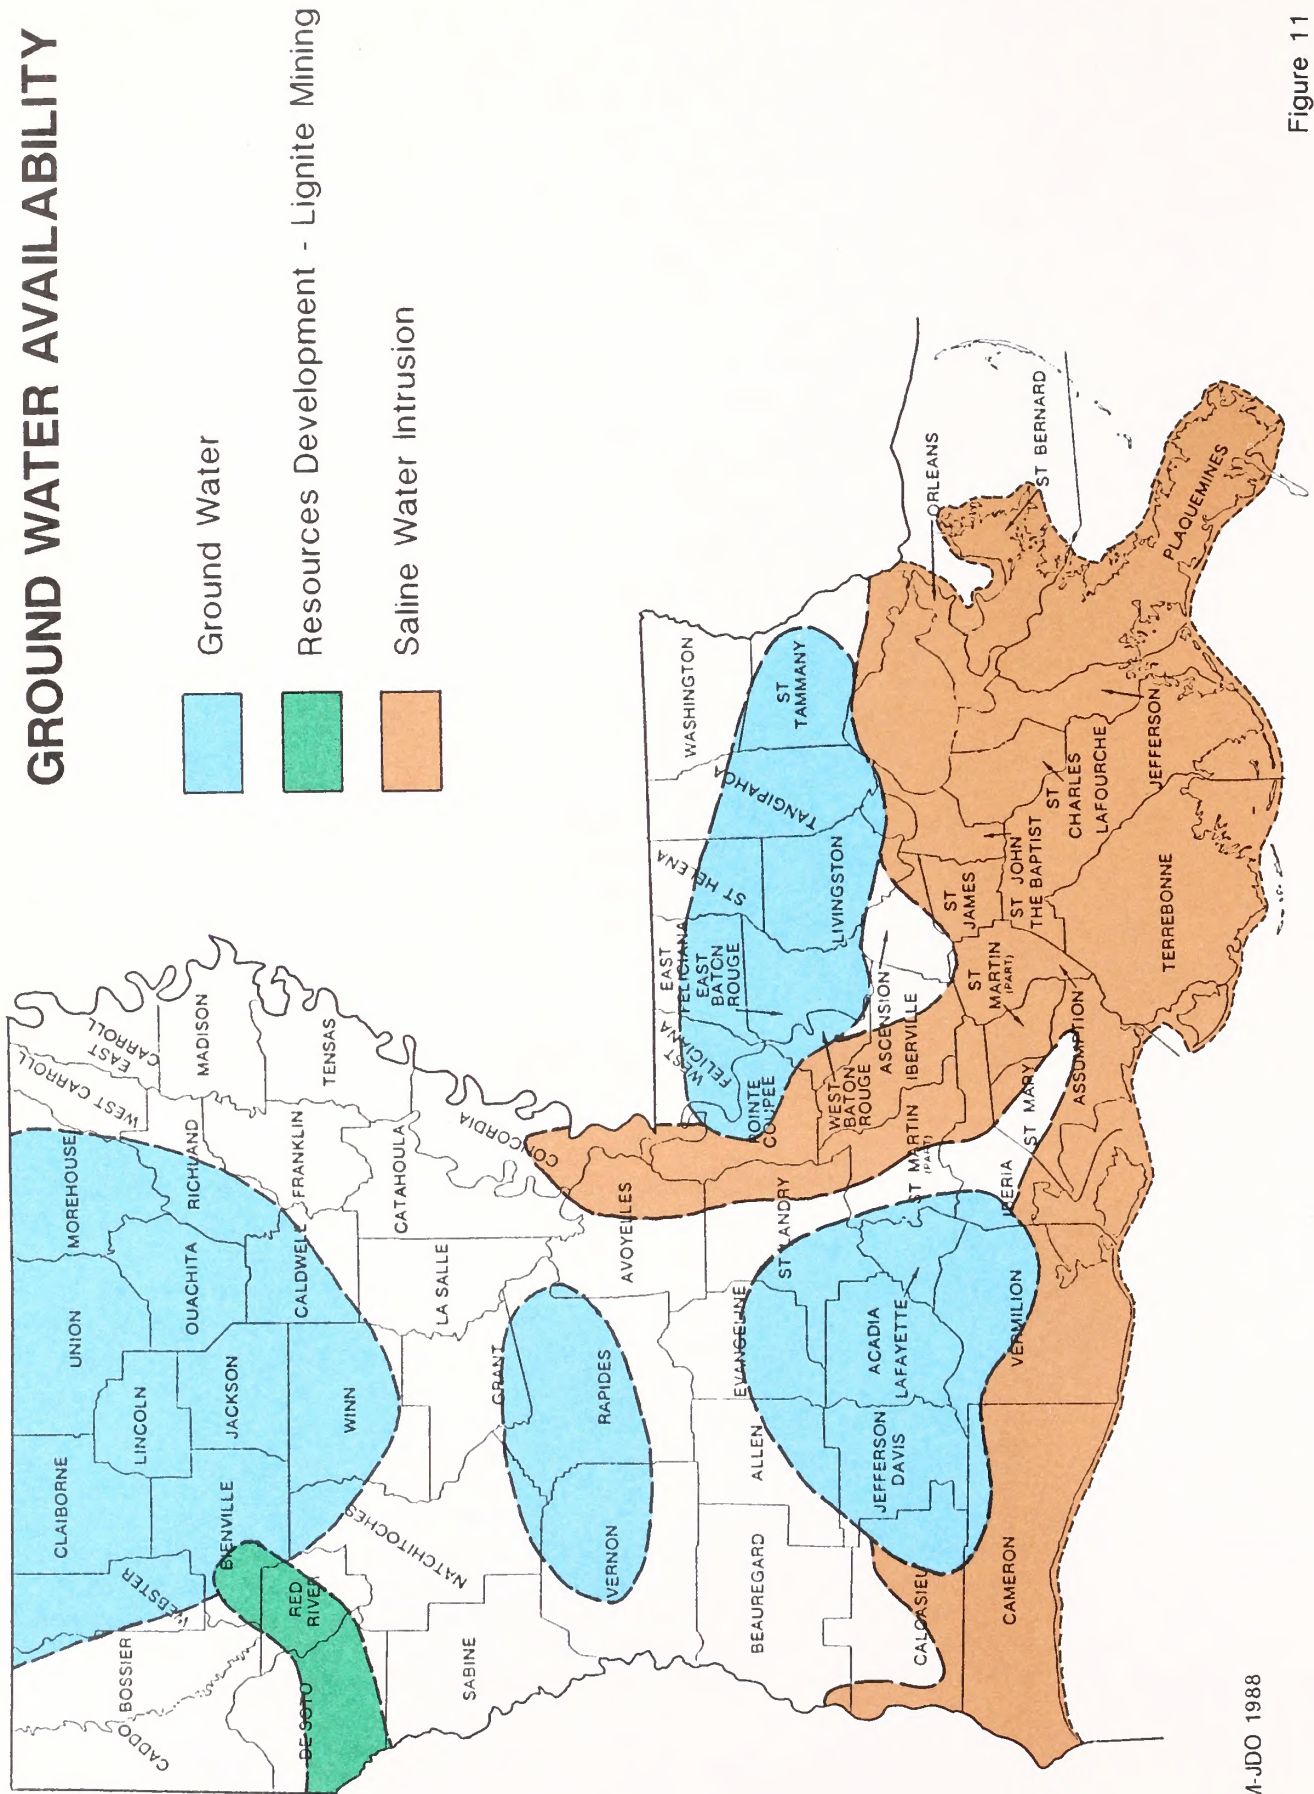 GROUND WATER AVAILABILITY
Ground Water
Resources Development - Lignite Mining
Saline Water Intrusion
CADDO
BOSSIER
WEBSTER
CLAIBORNE
LINCOLN
UNION
MOREHOUSE
WEST CARROLL
EAST
CARROLL
MADISON
RICHLAND
OUACHITA
JACKSON
BIENVILLE
RED
RIVER
DE SOTO
WINN
CALDWELL
FRANKLIN
TENSAS
CATAHOULA
LA SALLE
NATCHITOCHES
SABINE
GRANT
CONCORDIA
VERNON
RAPIDES
AVOYELLES
BEAUREGARD
ALLEN
EVANGELINE
ST LANDRY
POINTE
COUPEE
WEST
FELICIANA
EAST
FELICIANA
EAST
BATON
ROUGE
ST HELENA
TANGIPAHOA
WASHINGTON
ST
TAMMANY
LIVINGSTON
WEST
BATON
ROUGE
ASCENSION
IBERVILLE
ST MARTIN
(PART)
CALCASIEU
JEFFERSON
DAVIS
ACADIA
LAFAYETTE
CAMERON
VERMILION
IBERIA
ST MARY
ST
MARTIN
(PART)
ASSUMPTION
ST
JAMES
ST JOHN
THE BAPTIST
ST
CHARLES
LAFOURCHE
JEFFERSON
TERREBONNE
PLAQUEMINES
ORLEANS
ST BERNARD
M-JDO 1988
Figure 11